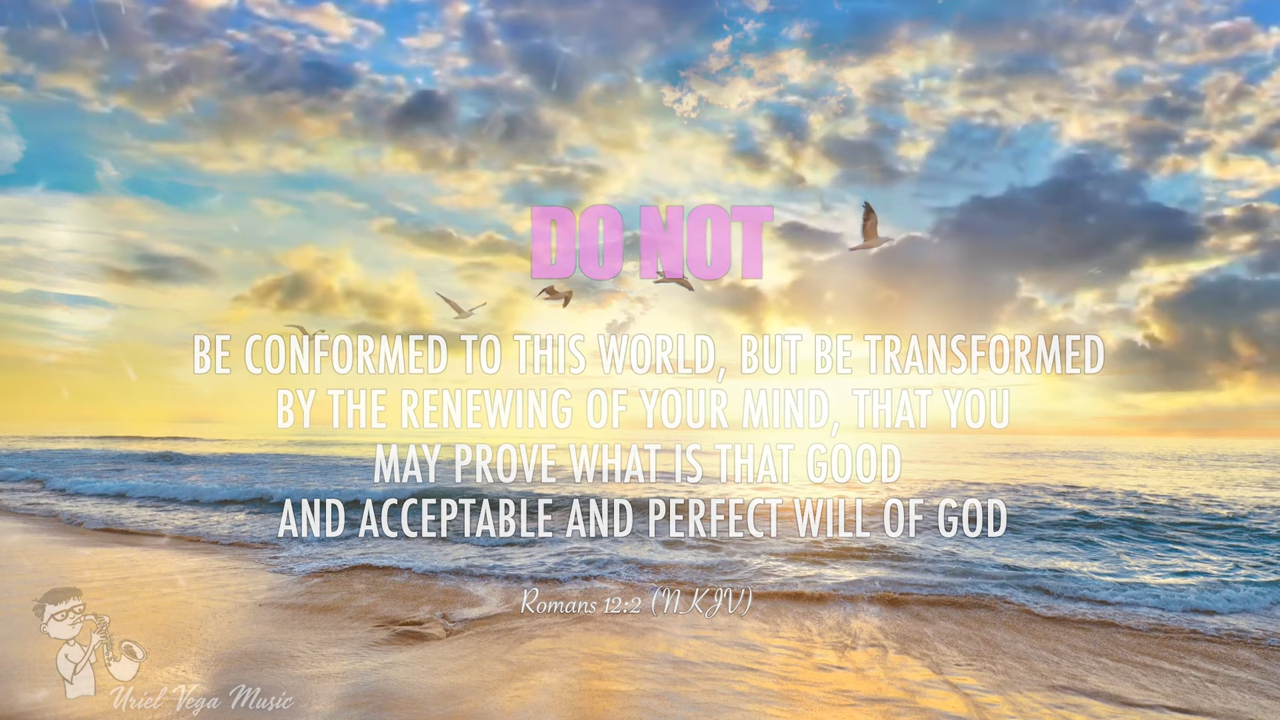 DO NOT
BE CONFORMED TO THIS WORLD, BUT BE TRANSFORMED
BY THE RENEWING OF YOUR MIND, THAT YOU
MAY PROVE WHAT IS THAT GOOD
AND ACCEPTABLE AND PERFECT WILL OF GOD
Romans 12:2 (NKJV)
Uriel Vega Music